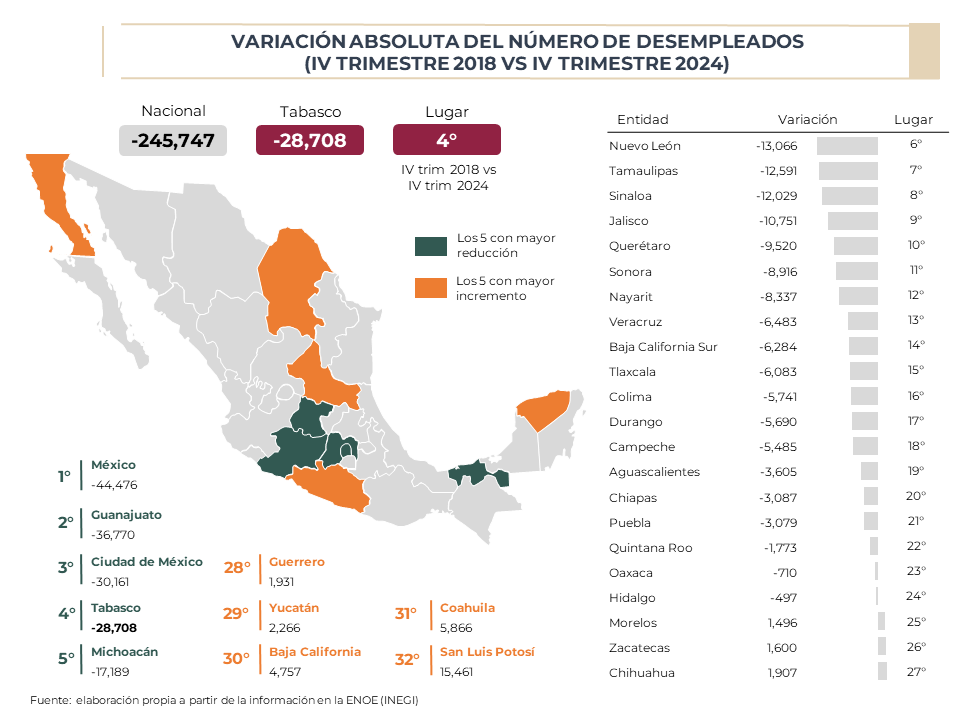 VARIACIÓN ABSOLUTA DEL NÚMERO DE DESEMPLEADOS
(IV TRIMESTRE 2018 VS IV TRIMESTRE 2024)
Nacional
-245,747
Tabasco
-28,708
Lugar
4°
IV trim 2018 vs
IV trim 2024
Los 5 con mayor
reducción
Los 5 con mayor
incremento
1° México
-44,476
2° Guanajuato
-36,770
3° Ciudad de México
-30,161
4° Tabasco
-28,708
5° Michoacán
-17,189
28° Guerrero
1,931
29° Yucatán
2,266
30° Baja California
4,757
31° Coahuila
5,866
32° San Luis Potosí
15,461
Entidad Variación Lugar
Nuevo León -13,066 6°
Tamaulipas -12,591 7°
Sinaloa -12,029 8°
Jalisco -10,751 9°
Querétaro -9,520 10°
Sonora -8,916 11°
Nayarit -8,337 12°
Veracruz -6,483 13°
Baja California Sur -6,284 14°
Tlaxcala -6,083 15°
Colima -5,741 16°
Durango -5,690 17°
Campeche -5,485 18°
Aguascalientes -3,605 19°
Chiapas -3,087 20°
Puebla -3,079 21°
Quintana Roo -1,773 22°
Oaxaca -710 23°
Hidalgo -497 24°
Morelos 1,496 25°
Zacatecas 1,600 26°
Chihuahua 1,907 27°
Fuente: elaboración propia a partir de la información en la ENOE (INEGI)